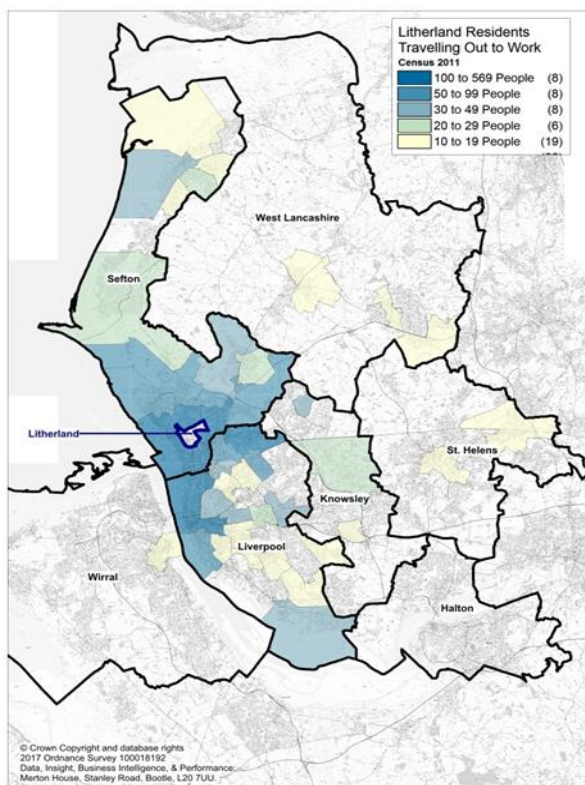 Litherland Residents
Travelling Out to Work
Census 2011
100 to 569 People (8)
50 to 99 People (8)
30 to 49 People (8)
20 to 29 People (6)
10 to 19 People (19)
West Lancashire
Sefton
Litherland
St. Helens
Knowsley
Liverpool
Wirral
Halton
© Crown Copyright and database rights
2017 Ordnance Survey 100018192
Data, Insight, Business Intelligence, & Performance,
Merton House, Stanley Road, Bootle, L20 7UU.